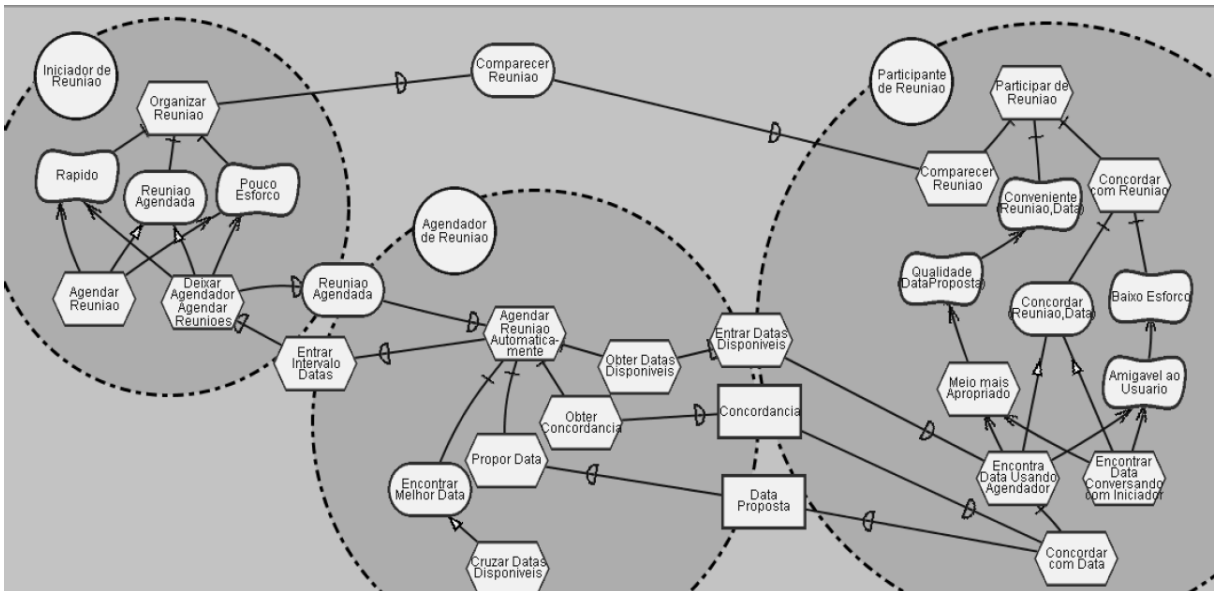 Iniciador de
Reuniao
Organizar
Reuniao
Rapido
Reuniao
Agendada
Pouco
Esforco
Agendar
Reuniao
Deixar
Agendador
Agendar
Reunioes
Comparecer
Reuniao
Agendador
de Reuniao
Reuniao
Agendada
Entrar
Intervalo
Datas
Agendar
Reuniao
Automatica-
mente
Obter Datas
Disponiveis
Obter
Concordancia
Propor Data
Encontrar
Melhor Data
Cruzar Datas
Disponiveis
Entrar Datas
Disponiveis
Concordancia
Data
Proposta
Participante
de Reuniao
Participar de
Reuniao
Comparecer
Reuniao
Conveniente
(Reuniao,Data)
Concordar
com Reuniao
Qualidade
(DataProposta)
Concordar
(Reuniao,Data)
Baixo Esforco
Meio mais
Apropriado
Amigavel ao
Usuario
Encontra
Data Usando
Agendador
Encontrar
Data
Conversando
com Iniciador
Concordar
com Data